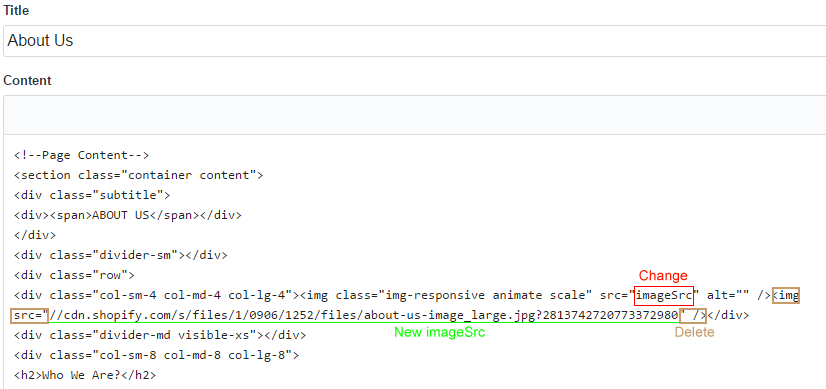 Title
About Us
Content
<!--Page Content-->
<section class="container content">
<div class="subtitle">
<div><span>ABOUT US</span></div>
</div>
<div class="divider-sm"></div>
<div class="row">
Change
<div class="col-sm-4 col-md-4 col-lg-4"><img class="img-responsive animate scale" src="imageSrc" alt="" /><img
src="//cdn.shopify.com/s/files/1/0906/1252/files/about-us-image_large.jpg?2813742720773372980" /></div>
New imageSrc
Delete
<div class="divider-md visible-xs"></div>
<div class="col-sm-8 col-md-8 col-lg-8">
<h2>Who We Are?</h2>